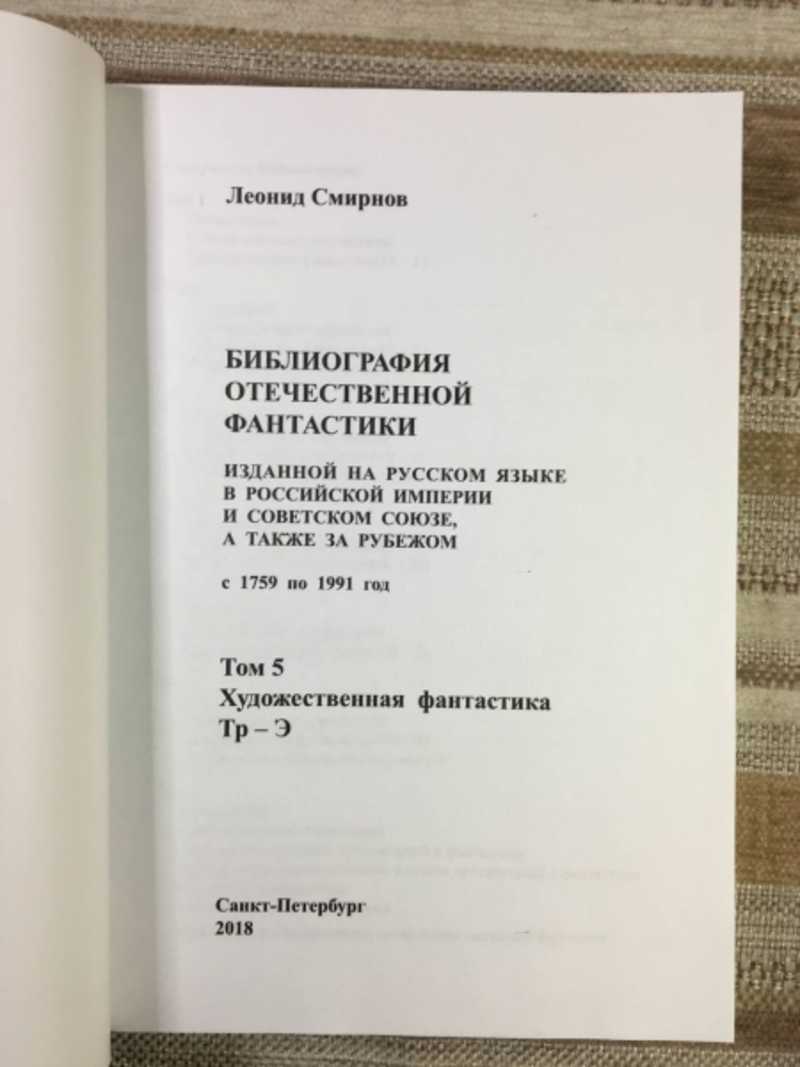 Леонид Смирнов
БИБЛИОГРАФИЯ
ОТЕЧЕСТВЕННОЙ
ФАНТАСТИКИ
ИЗДАННОЙ НА РУССКОМ ЯЗЫКЕ
В РОССИЙСКОЙ ИМПЕРИИ
И СОВЕТСКОМ СОЮЗЕ,
А ТАКЖЕ ЗА РУБЕЖОМ
с 1759 по 1991 год
Том 5
Художественная фантастика
Тр – Э
Санкт-Петербург
2018